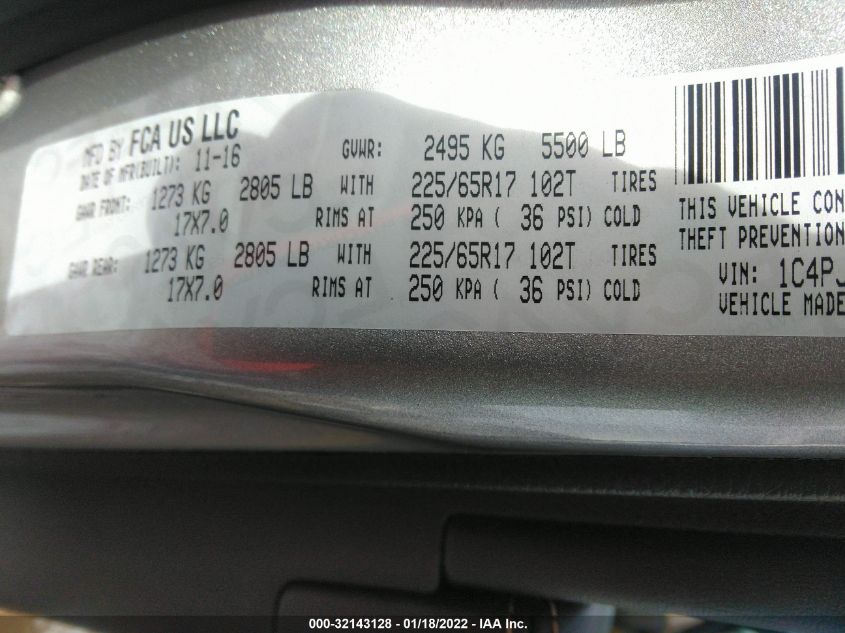 MFD BY FCA US LLC
DATE OF MFR(BUILT): 11-16 GVWR: 2495 KG 5500 LB
GAWR FRONT: 1273 KG 2805 LB WITH 225/65R17 102T TIRES
17X7.0 RIMS AT 250 KPA ( 36 PSI) COLD
GAWR REAR: 1273 KG 2805 LB WITH 225/65R17 102T TIRES
17X7.0 RIMS AT 250 KPA ( 36 PSI) COLD
THIS VEHICLE CON
THEFT PREVENTION
VIN: 1C4PJ
VEHICLE MADE
000-32143128 - 01/18/2022 - IAA Inc.